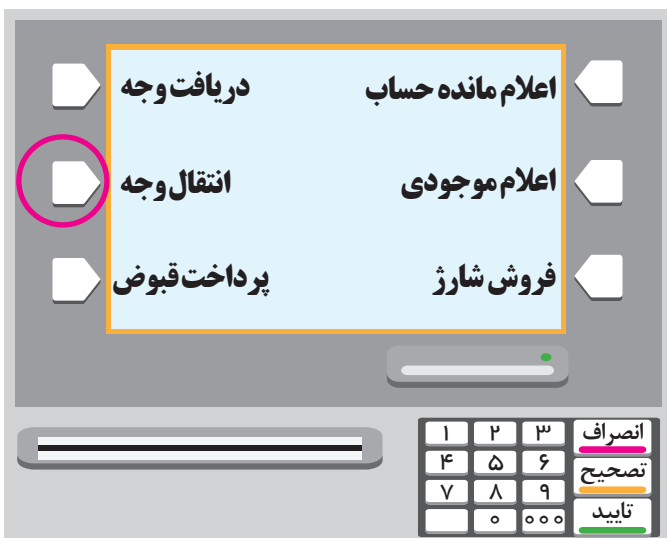 اعلام مانده حساب
دریافت وجه
اعلام موجودی
انتقال وجه
فروش شارژ
پرداخت قبوض
۱ ۲ ۳ انصراف
۴ ۵ ۶ تصحیح
۷ ۸ ۹
۰ ۰۰۰ تایید